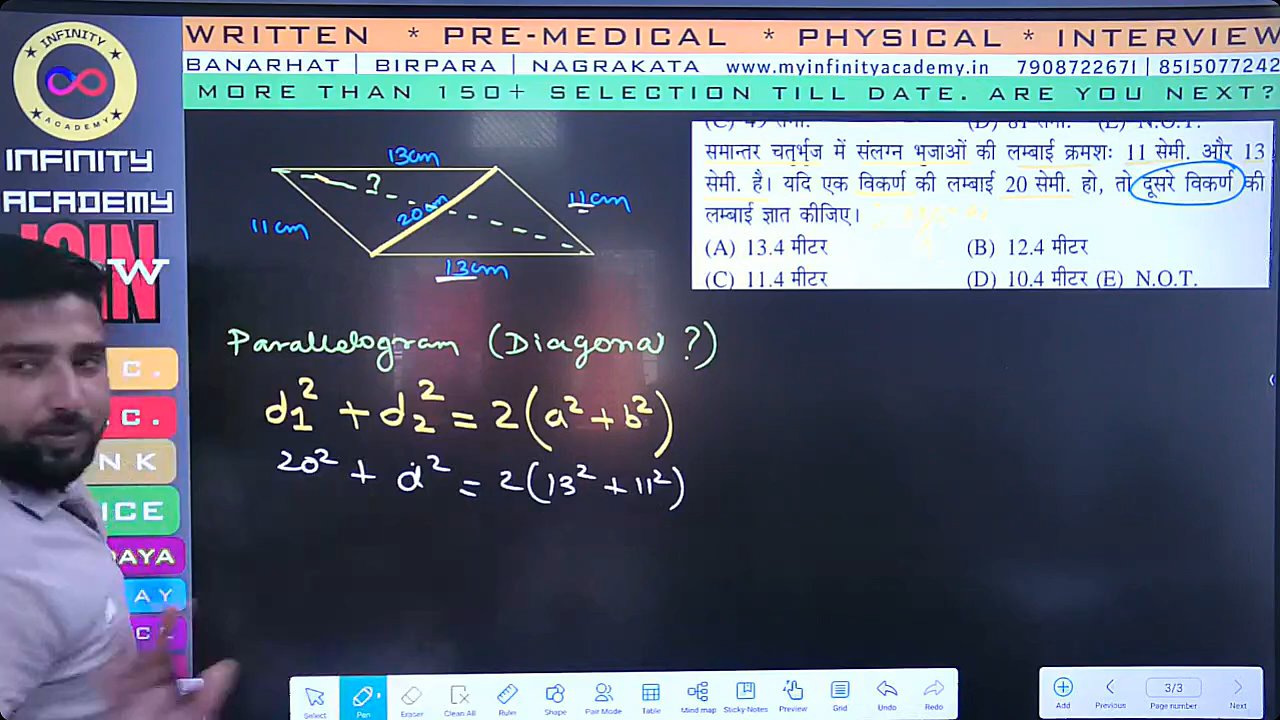 INFINITY
ACADEMY
WRITTEN * PRE-MEDICAL * PHYSICAL * INTERVIEW
BANARHAT | BIRPARA | NAGRAKATA www.myinfinityacademy.in 7908722671 | 8515077242
MORE THAN 150+ SELECTION TILL DATE. ARE YOU NEXT?
INFINITY
ACADEMY
JOIN
W
C.
C.
NK
ICE
DAYA
AY
13cm
?
20cm
11cm
11cm
13cm
समान्तर चतुर्भुज में संलग्न भुजाओं की लम्बाई क्रमशः 11 सेमी. और 13
सेमी. है। यदि एक विकर्ण की लम्बाई 20 सेमी. हो, तो दूसरे विकर्ण की
लम्बाई ज्ञात कीजिए।
(A) 13.4 मीटर (B) 12.4 मीटर
(C) 11.4 मीटर (D) 10.4 मीटर (E) N.O.T.
Parallelogram (Diagonal ?)
d1² + d2² = 2(a² + b²)
20² + d² = 2(13² + 11²)
Select Pen Eraser Clean All Ruler Shape Pair Mode Table Mind map Sticky-Notes Preview Grid Undo Redo
3/3
Add Previous Page number Next